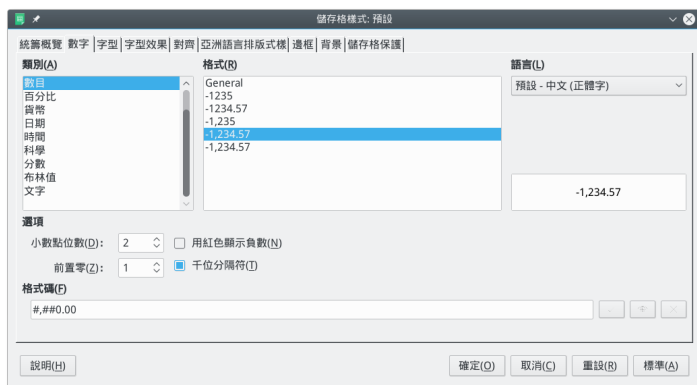 儲存格樣式: 預設
統籌概覽 數字 字型 字型效果 對齊 亞洲語言排版式樣 邊框 背景 儲存格保護
類別(A) 格式(R) 語言(L)
數目 General 預設 - 中文 (正體字)
百分比 -1235
貨幣 -1234.57
日期 -1,235
時間 -1,234.57
科學 -1,234.57
分數
布林值
文字 -1,234.57
選項
小數點位數(D): 2 用紅色顯示負數(N)
前置零(Z): 1 千位分隔符(T)
格式碼(F)
#,##0.00
說明(H) 確定(O) 取消(C) 重設(R) 標準(A)